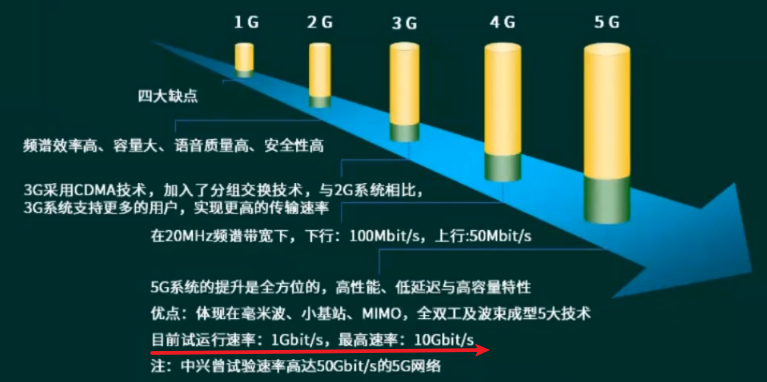 1G 2G 3G 4G 5G
四大缺点
频谱效率高、容量大、语音质量高、安全性高
3G采用CDMA技术，加入了分组交换技术，与2G系统相比，
3G系统支持更多的用户，实现更高的传输速率
在20MHz频谱带宽下，下行：100Mbit/s，上行:50Mbit/s
5G系统的提升是全方位的，高性能、低延迟与高容量特性
优点：体现在毫米波、小基站、MIMO，全双工及波束成型5大技术
目前试运行速率：1Gbit/s，最高速率：10Gbit/s
注：中兴曾试验速率高达50Gbit/s的5G网络